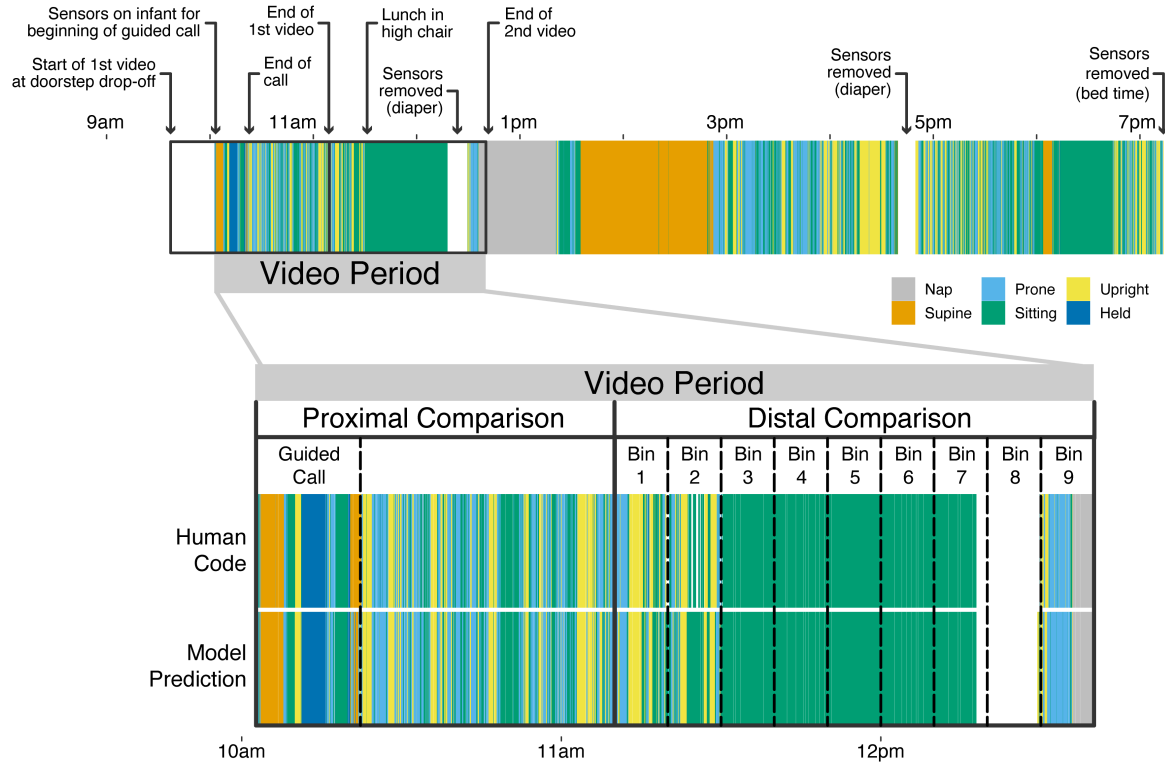 Sensors on infant for
beginning of guided call
End of
1st video
Lunch in
high chair
End of
2nd video
Start of 1st video
at doorstep drop-off
End of
call
Sensors
removed
(diaper)
Sensors
removed
(diaper)
Sensors
removed
(bed time)
9am
11am
1pm
3pm
5pm
7pm
Video Period
Nap
Prone
Upright
Supine
Sitting
Held
Video Period
Proximal Comparison
Distal Comparison
Guided
Call
Bin
1
Bin
2
Bin
3
Bin
4
Bin
5
Bin
6
Bin
7
Bin
8
Bin
9
Human
Code
Model
Prediction
10am
11am
12pm